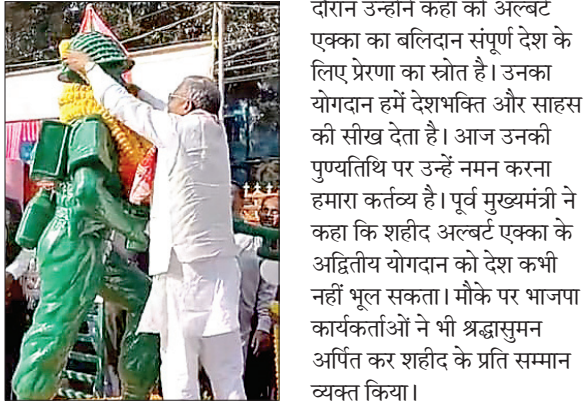 दौरान उन्होंने कहा की अल्बर्ट
एक्का का बलिदान संपूर्ण देश के
लिए प्रेरणा का स्रोत है। उनका
योगदान हमें देशभक्ति और साहस
की सीख देता है। आज उनकी
पुण्यतिथि पर उन्हें नमन करना
हमारा कर्तव्य है। पूर्व मुख्यमंत्री ने
कहा कि शहीद अल्बर्ट एक्का के
अद्वितीय योगदान को देश कभी
नहीं भूल सकता। मौके पर भाजपा
कार्यकर्ताओं ने भी श्रद्धासुमन
अर्पित कर शहीद के प्रति सम्मान
व्यक्त किया।